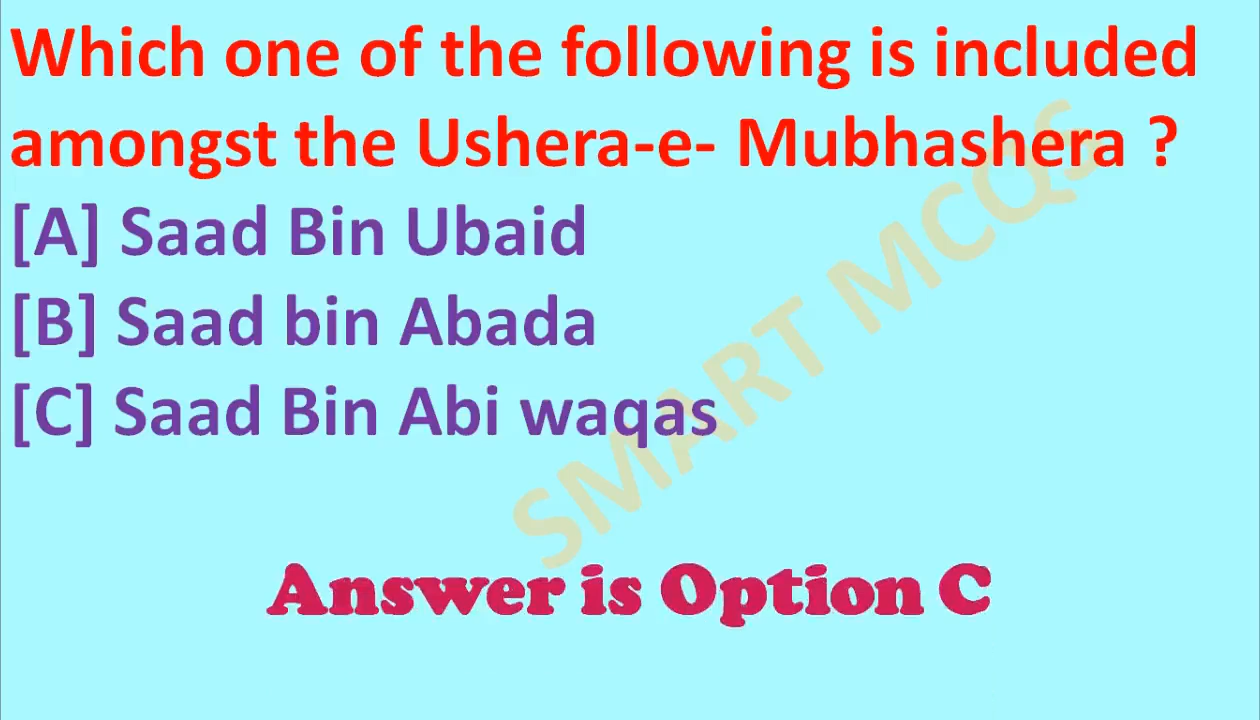 Which one of the following is included
amongst the Ushera-e- Mubhashera ?
[A] Saad Bin Ubaid
[B] Saad bin Abada
[C] Saad Bin Abi waqas
SMART MCQS
Answer is Option C